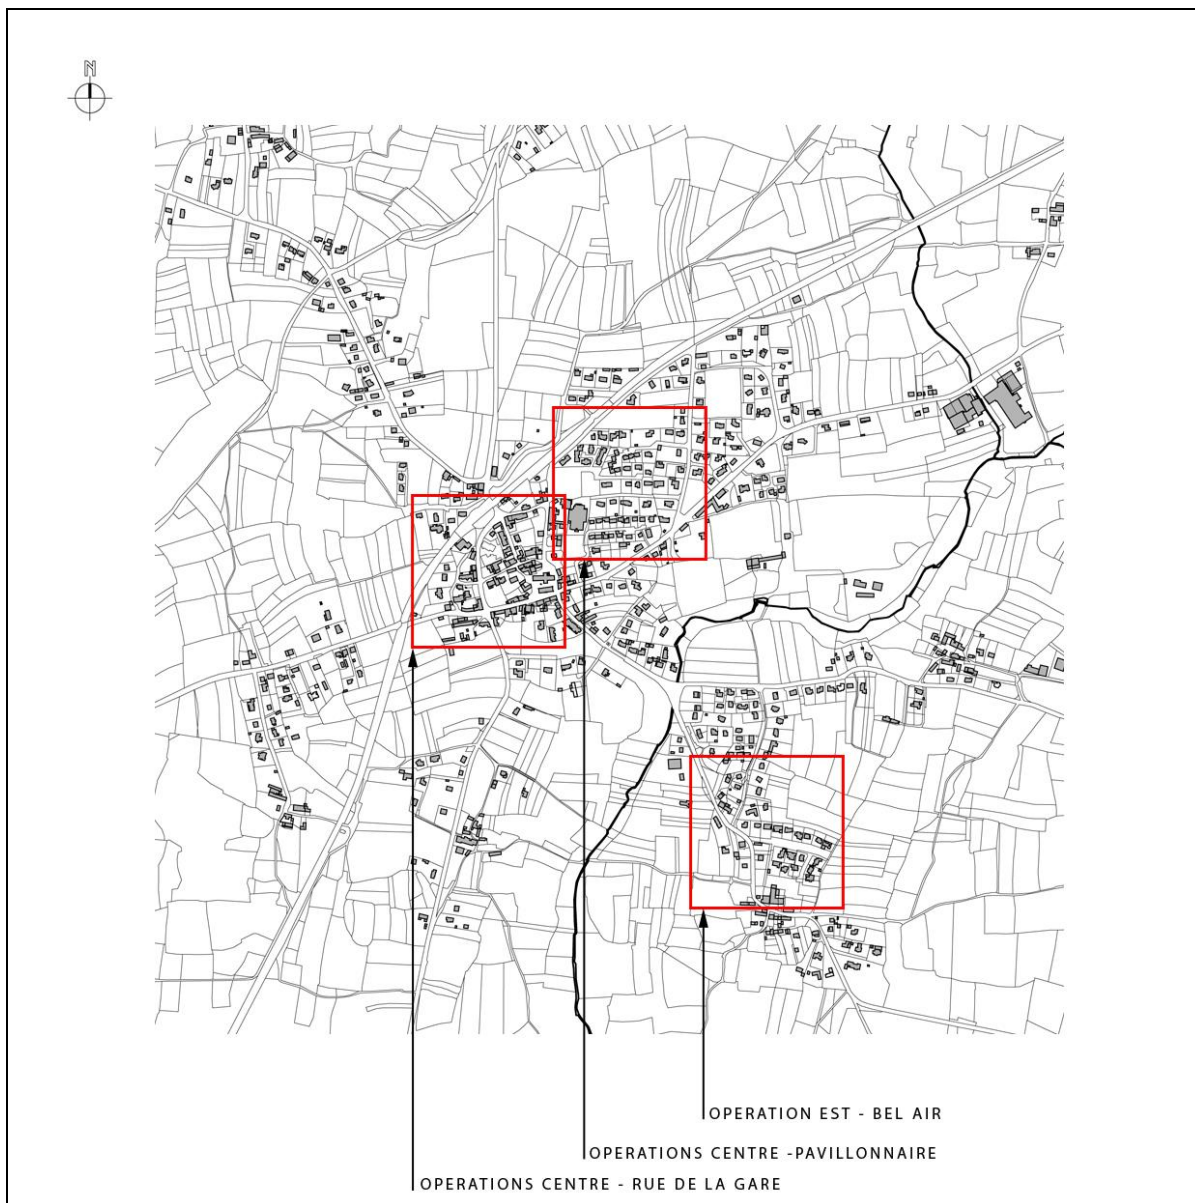 N
OPERATION EST - BEL AIR
OPERATIONS CENTRE -PAVILLONNAIRE
OPERATIONS CENTRE - RUE DE LA GARE